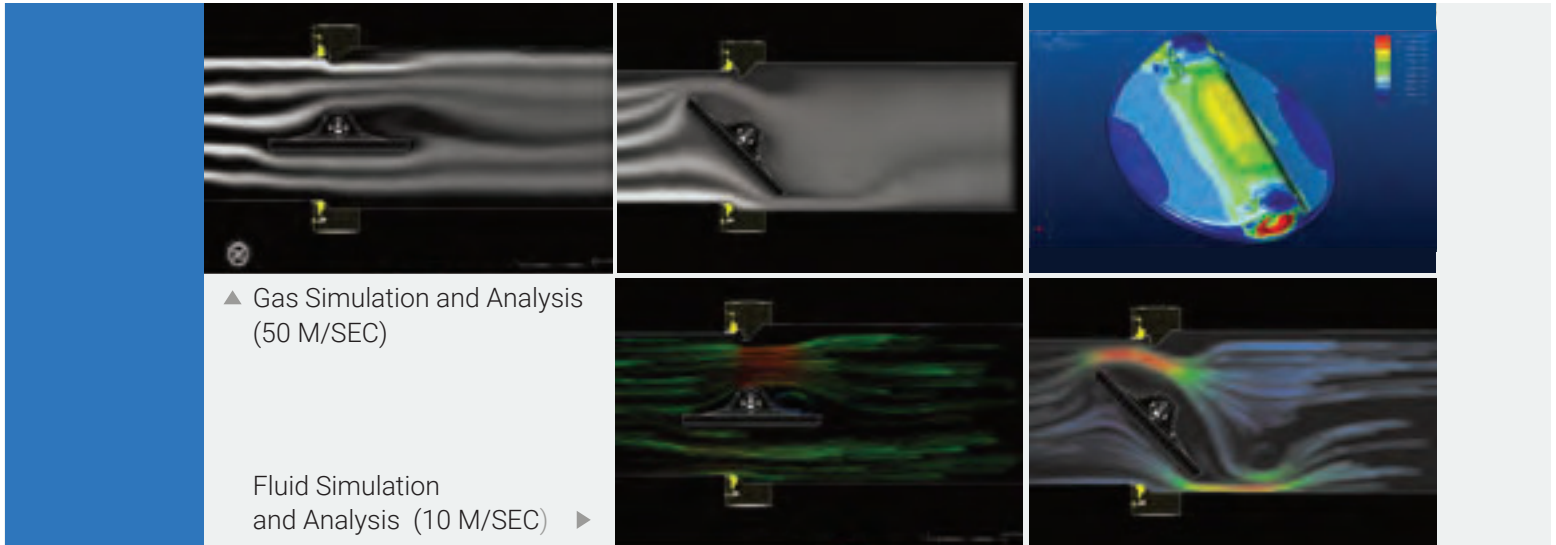 Gas Simulation and Analysis
(50 M/SEC)
Fluid Simulation
and Analysis (10 M/SEC)